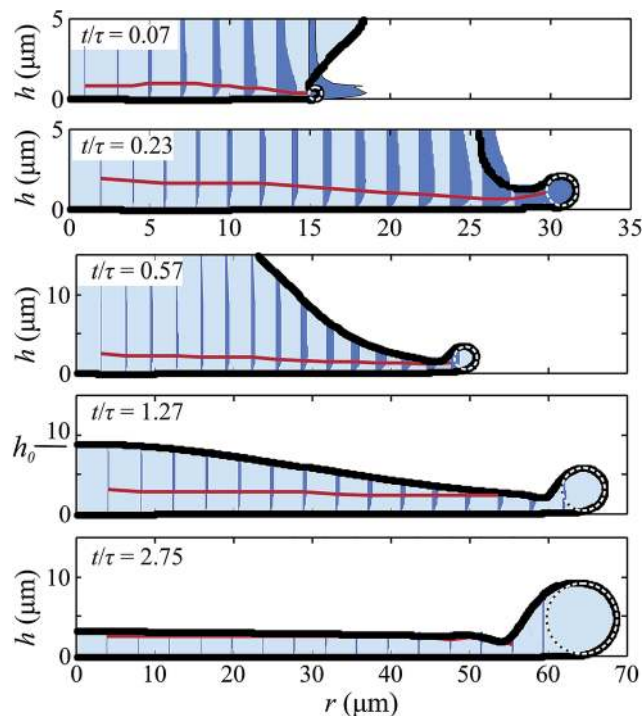 5
h (μm)
t/τ = 0.07
0
5
h (μm)
t/τ = 0.23
0
0 5 10 15 20 25 30 35
10
h (μm)
t/τ = 0.57
0
10
h₀
h (μm)
t/τ = 1.27
0
10
h (μm)
t/τ = 2.75
0
0 10 20 30 40 50 60 70
r (μm)